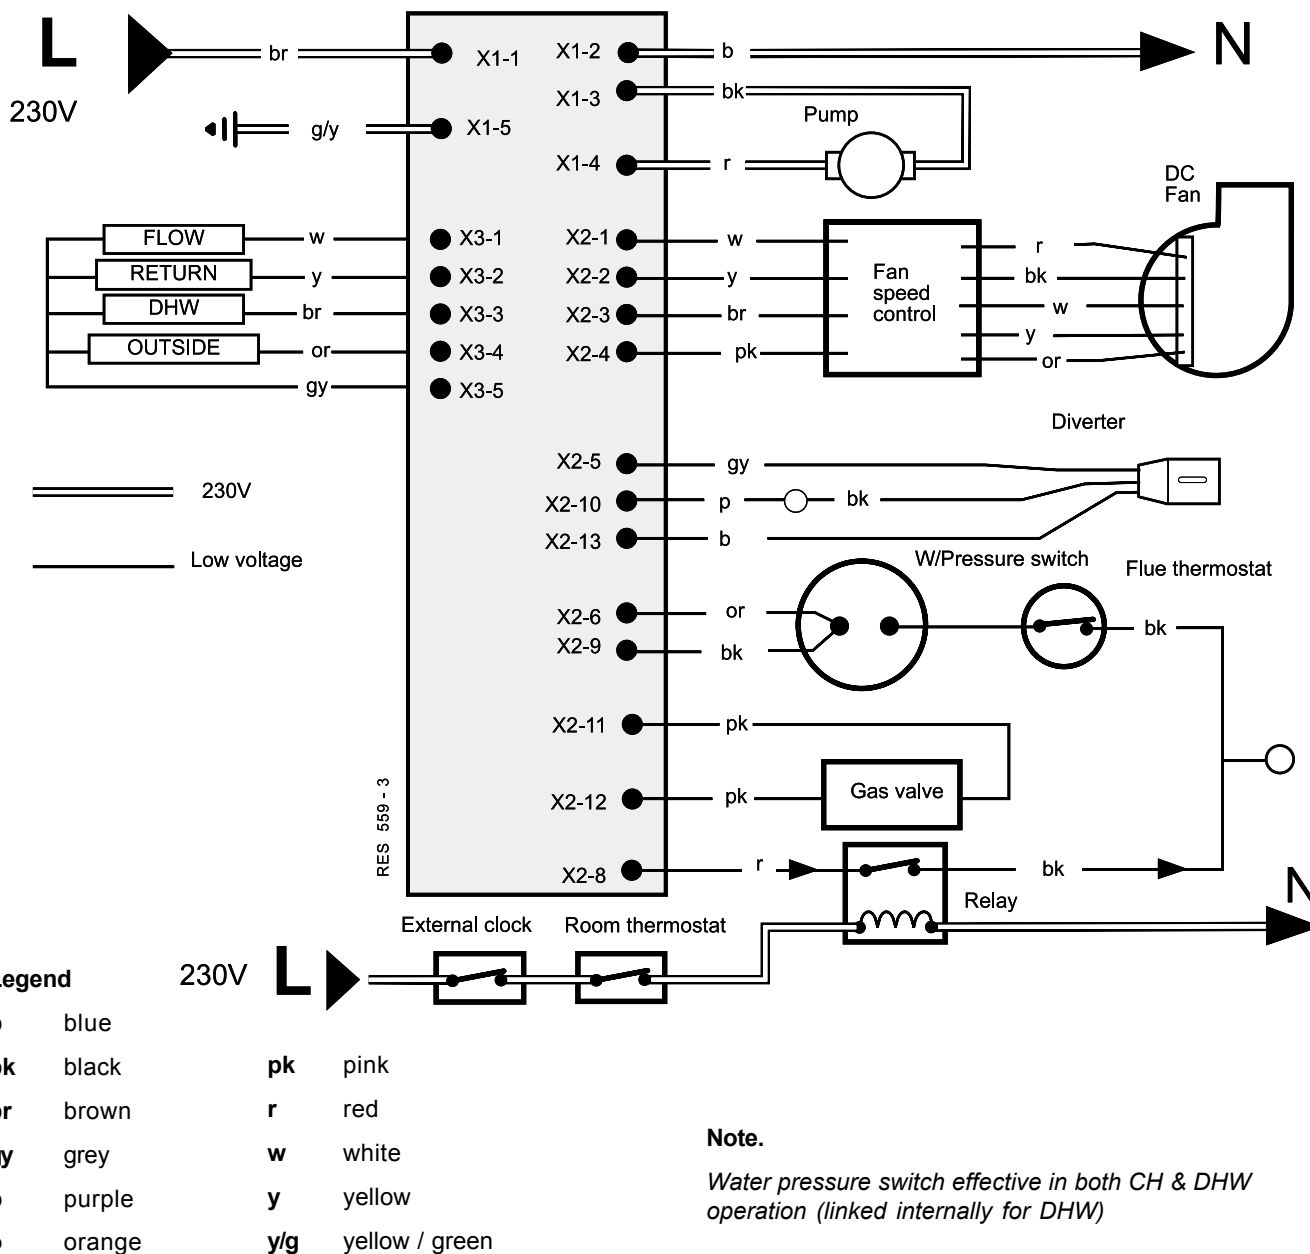 L
br
X1-1
X1-2
b
N
230V
X1-3
bk
g/y
X1-5
Pump
X1-4
r
DC
Fan
FLOW
w
X3-1
X2-1
w
RETURN
y
X3-2
X2-2
y
DHW
br
X3-3
X2-3
br
OUTSIDE
or
X3-4
X2-4
pk
gy
X3-5
Fan
speed
control
r
bk
w
y
or
Diverter
X2-5
gy
230V
X2-10
p
bk
X2-13
b
Low voltage
W/Pressure switch
Flue thermostat
X2-6
or
X2-9
bk
bk
X2-11
pk
X2-12
pk
Gas valve
RES 559 - 3
X2-8
r
bk
Relay
N
External clock
Room thermostat
230V
L
egend
blue
k
black
pk
pink
r
brown
r
red
y
grey
w
white
purple
y
yellow
orange
y/g
yellow / green
Note.
Water pressure switch effective in both CH & DHW
operation (linked internally for DHW)